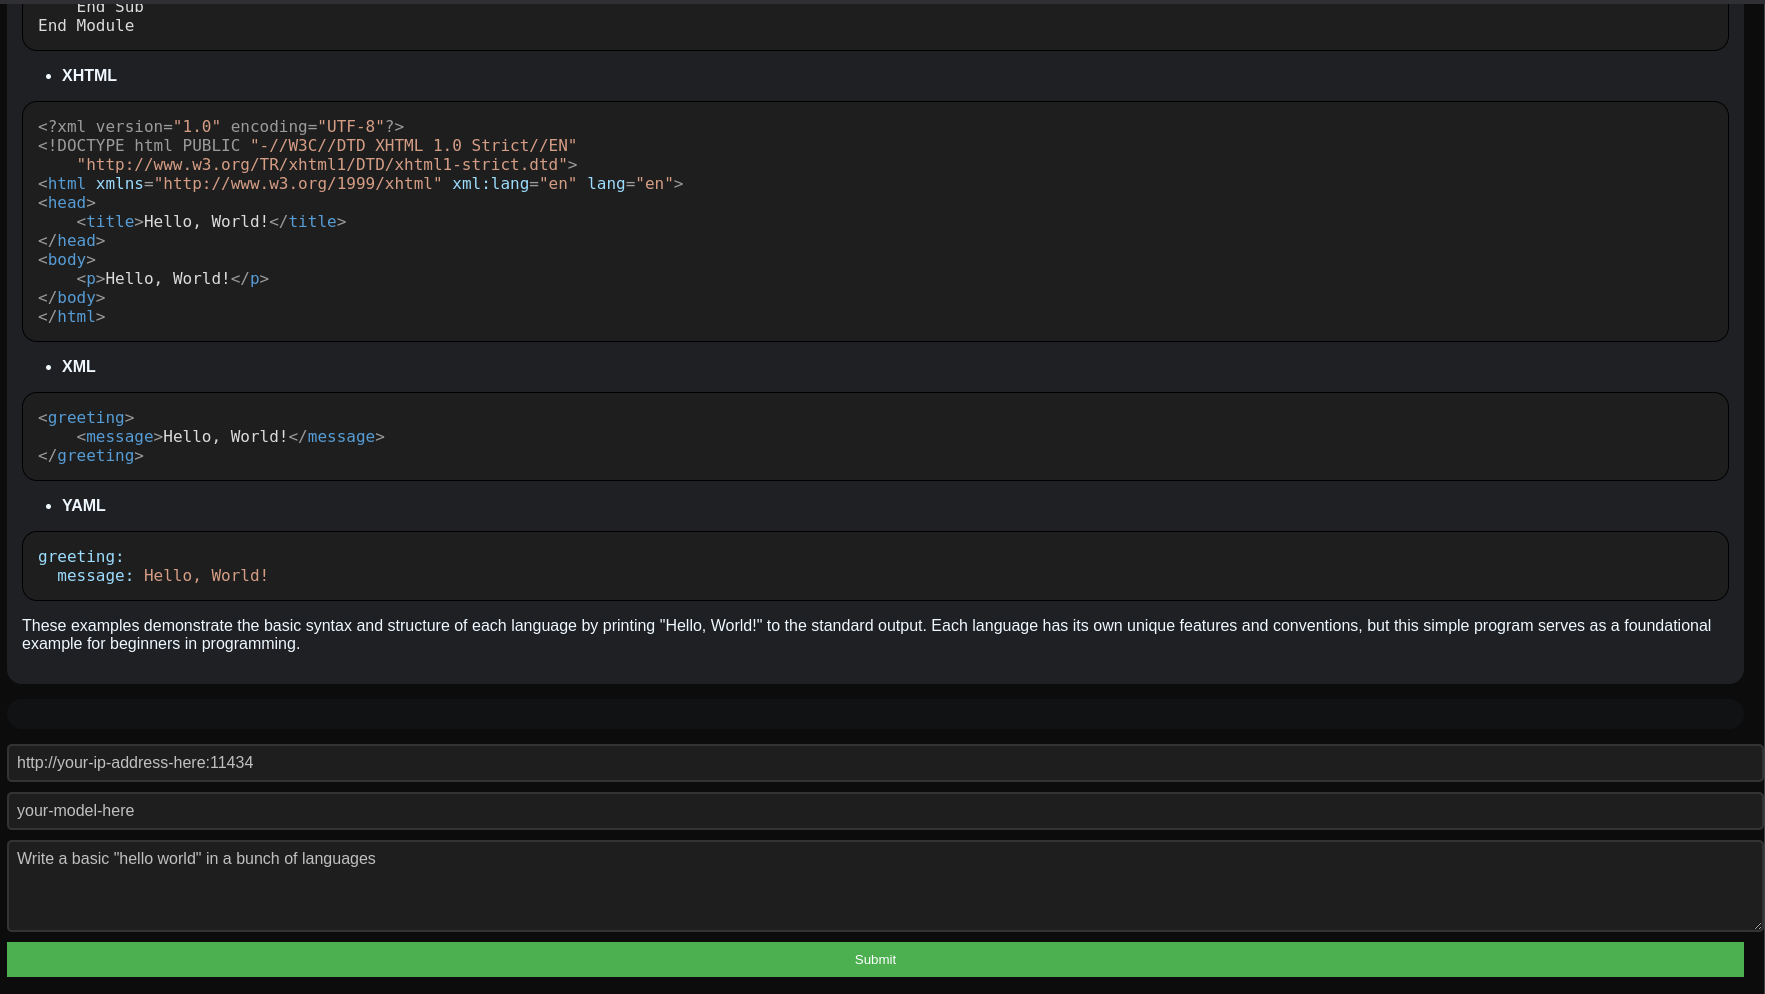 End Sub
End Module
• XHTML
<?xml version="1.0" encoding="UTF-8"?>
<!DOCTYPE html PUBLIC "-//W3C//DTD XHTML 1.0 Strict//EN"
    "http://www.w3.org/TR/xhtml1/DTD/xhtml1-strict.dtd">
<html xmlns="http://www.w3.org/1999/xhtml" xml:lang="en" lang="en">
<head>
    <title>Hello, World!</title>
</head>
<body>
    <p>Hello, World!</p>
</body>
</html>
• XML
<greeting>
    <message>Hello, World!</message>
</greeting>
• YAML
greeting:
  message: Hello, World!
These examples demonstrate the basic syntax and structure of each language by printing "Hello, World!" to the standard output. Each language has its own unique features and conventions, but this simple program serves as a foundational
example for beginners in programming.
http://your-ip-address-here:11434
your-model-here
Write a basic "hello world" in a bunch of languages
Submit